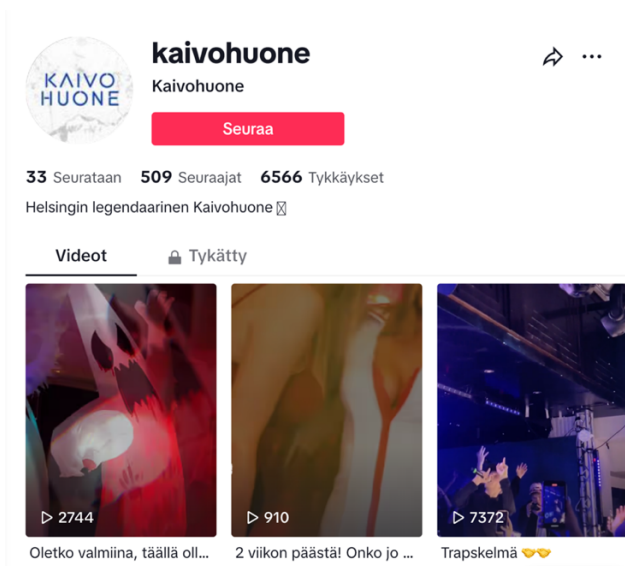 KAIVO
HUONE
kaivohuone
Kaivohuone
Seuraa
33 Seurataan 509 Seuraajat 6566 Tykkäykset
Helsingin legendaarinen Kaivohuone
Videot Tykätty
2744 910 7372
Oletko valmiina, täällä oll... 2 viikon päästä! Onko jo ... Trapskelmä 🤝🤝